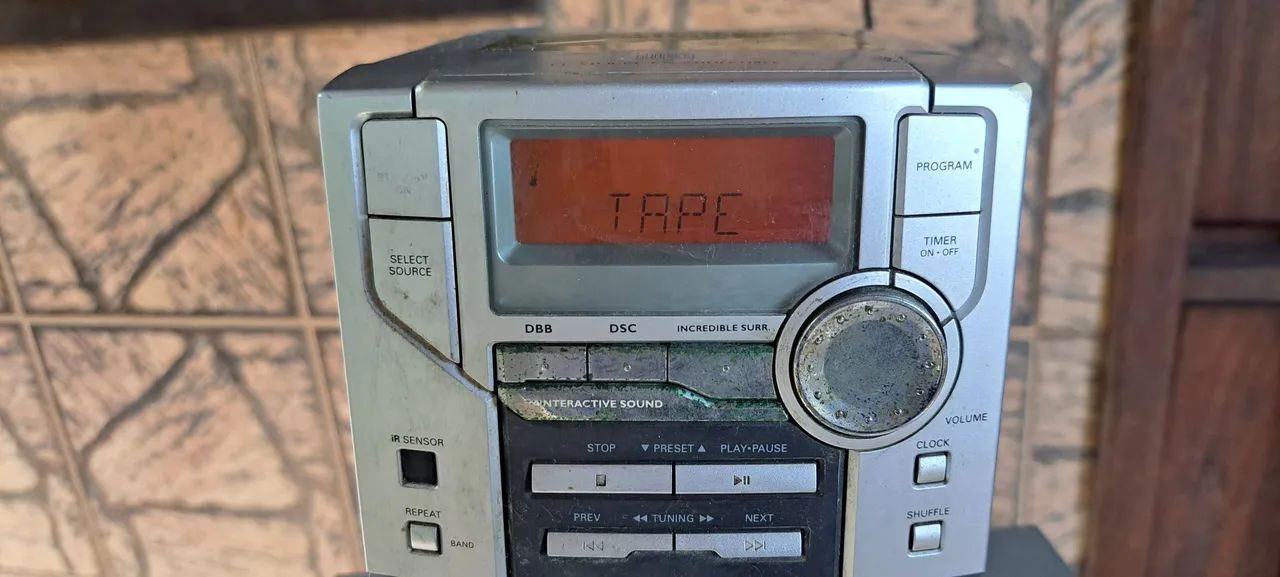 ON
SELECT
SOURCE
TAPE
PROGRAM
TIMER
ON • OFF
DBB DSC INCREDIBLE SURR.
INTERACTIVE SOUND
VOLUME
IR SENSOR
STOP ▼ PRESET ▲ PLAY•PAUSE
CLOCK
REPEAT
BAND
PREV ◀◀ TUNING ▶▶ NEXT
SHUFFLE